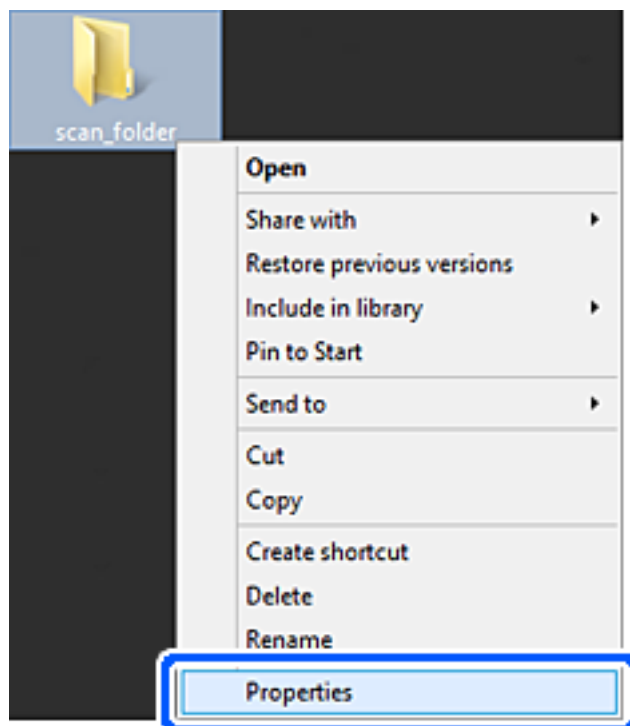 scan_folder
Open
Share with
Restore previous versions
Include in library
Pin to Start
Send to
Cut
Copy
Create shortcut
Delete
Rename
Properties